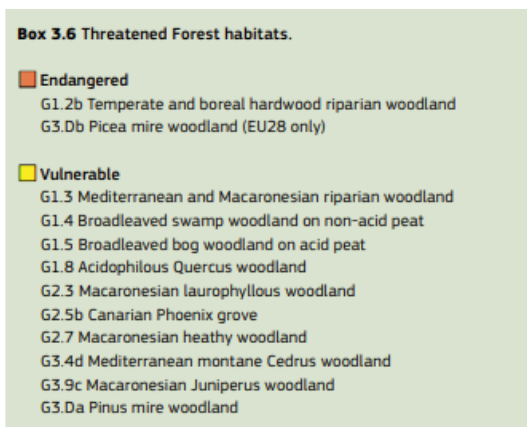 Box 3.6 Threatened Forest habitats.
Endangered
G1.2b Temperate and boreal hardwood riparian woodland
G3.Db Picea mire woodland (EU28 only)
Vulnerable
G1.3 Mediterranean and Macaronesian riparian woodland
G1.4 Broadleaved swamp woodland on non-acid peat
G1.5 Broadleaved bog woodland on acid peat
G1.8 Acidophilous Quercus woodland
G2.3 Macaronesian laurophyllous woodland
G2.5b Canarian Phoenix grove
G2.7 Macaronesian heathy woodland
G3.4d Mediterranean montane Cedrus woodland
G3.9c Macaronesian Juniperus woodland
G3.Da Pinus mire woodland